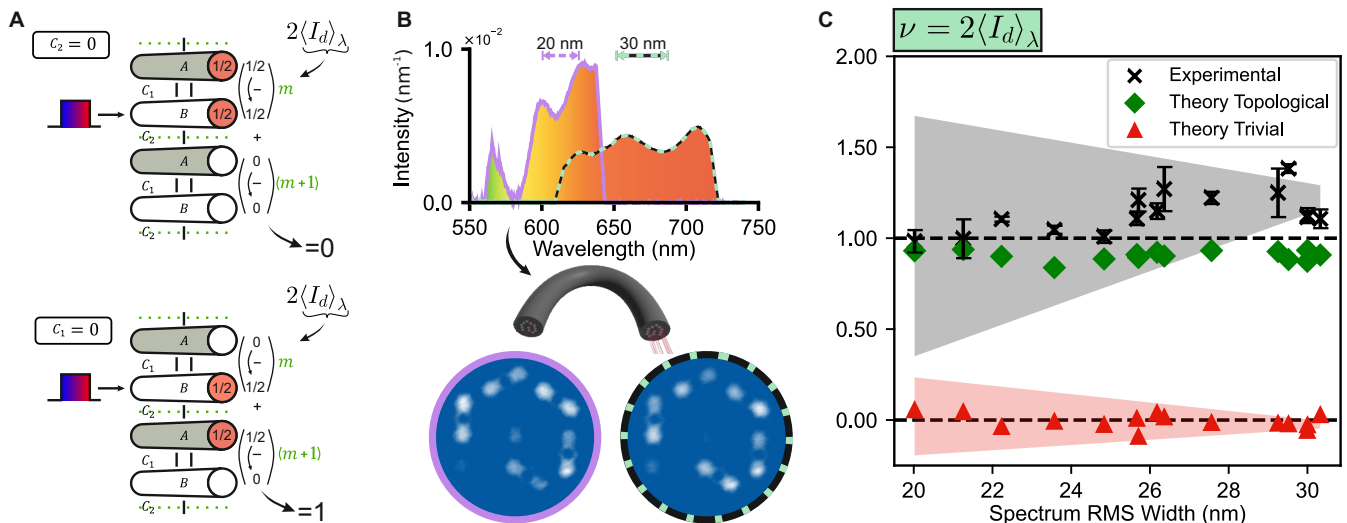 A
C₂ = 0
2⟨I_d⟩_λ
A 1/2 1/2
C₁ − m
B 1/2 1/2
C₂ +
A 0
C₁ − (m+1)
B 0
C₂
=0
C₁ = 0
2⟨I_d⟩_λ
A 0
C₁ − m
B 1/2 1/2
C₂ +
A 1/2 1/2
C₁ − (m+1)
B 0
C₂
=1
B
×10⁻²
20 nm 30 nm
1.0
0.0
Intensity (nm⁻¹)
550 600 650 700 750
Wavelength (nm)
C
ν = 2⟨I_d⟩_λ
Experimental
Theory Topological
Theory Trivial
2.00
1.50
1.00
0.50
0.00
20 22 24 26 28 30
Spectrum RMS Width (nm)